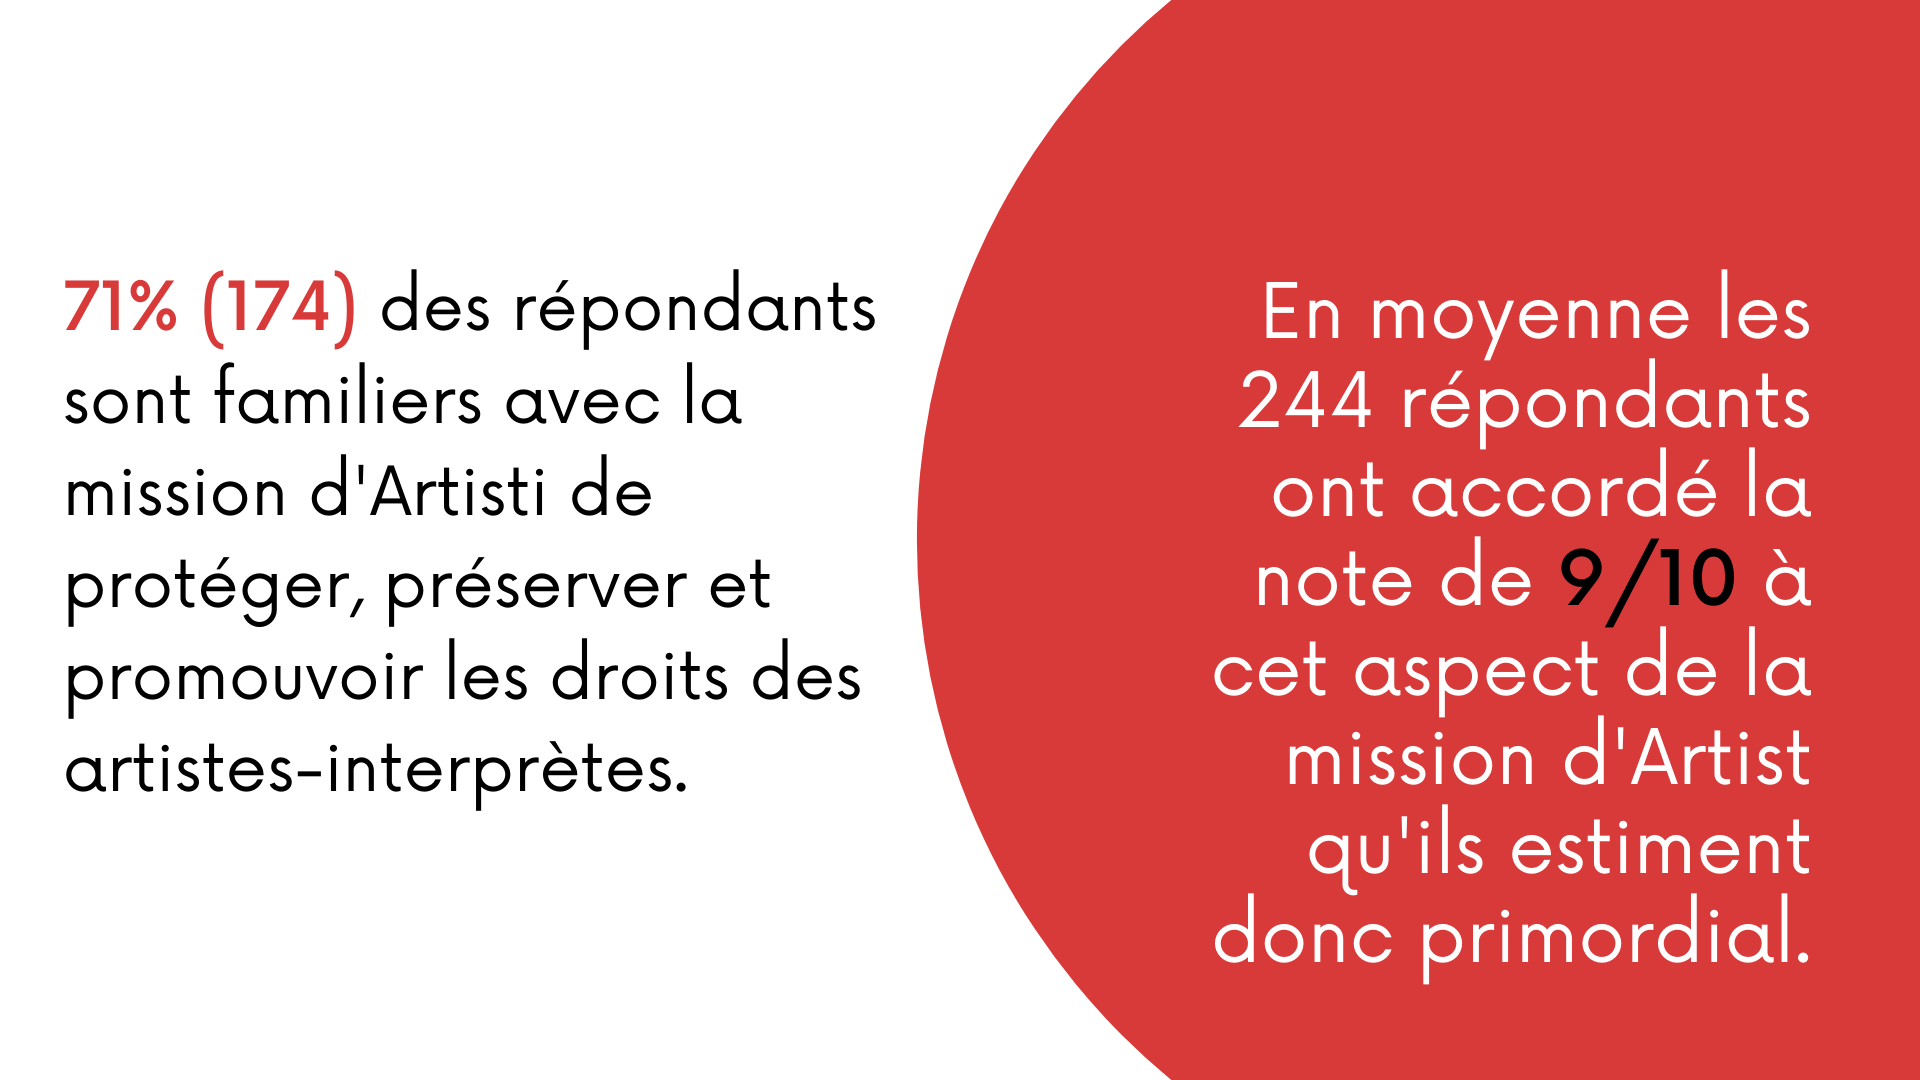 71% (174) des répondants
sont familiers avec la
mission d'Artisti de
protéger, préserver et
promouvoir les droits des
artistes-interprètes.
En moyenne les
244 répondants
ont accordé la
note de 9/10 à
cet aspect de la
mission d'Artist
qu'ils estiment
donc primordial.